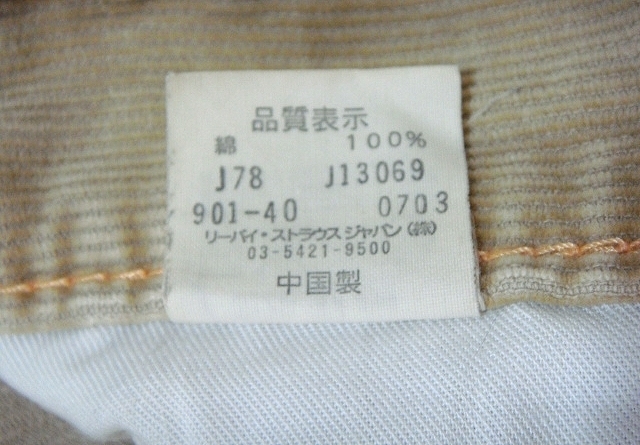 品質表示
綿 100%
J78 J13069
901-40 0703
リーバイ・ストラウス ジャパン(株)
03-5421-9500
中国製